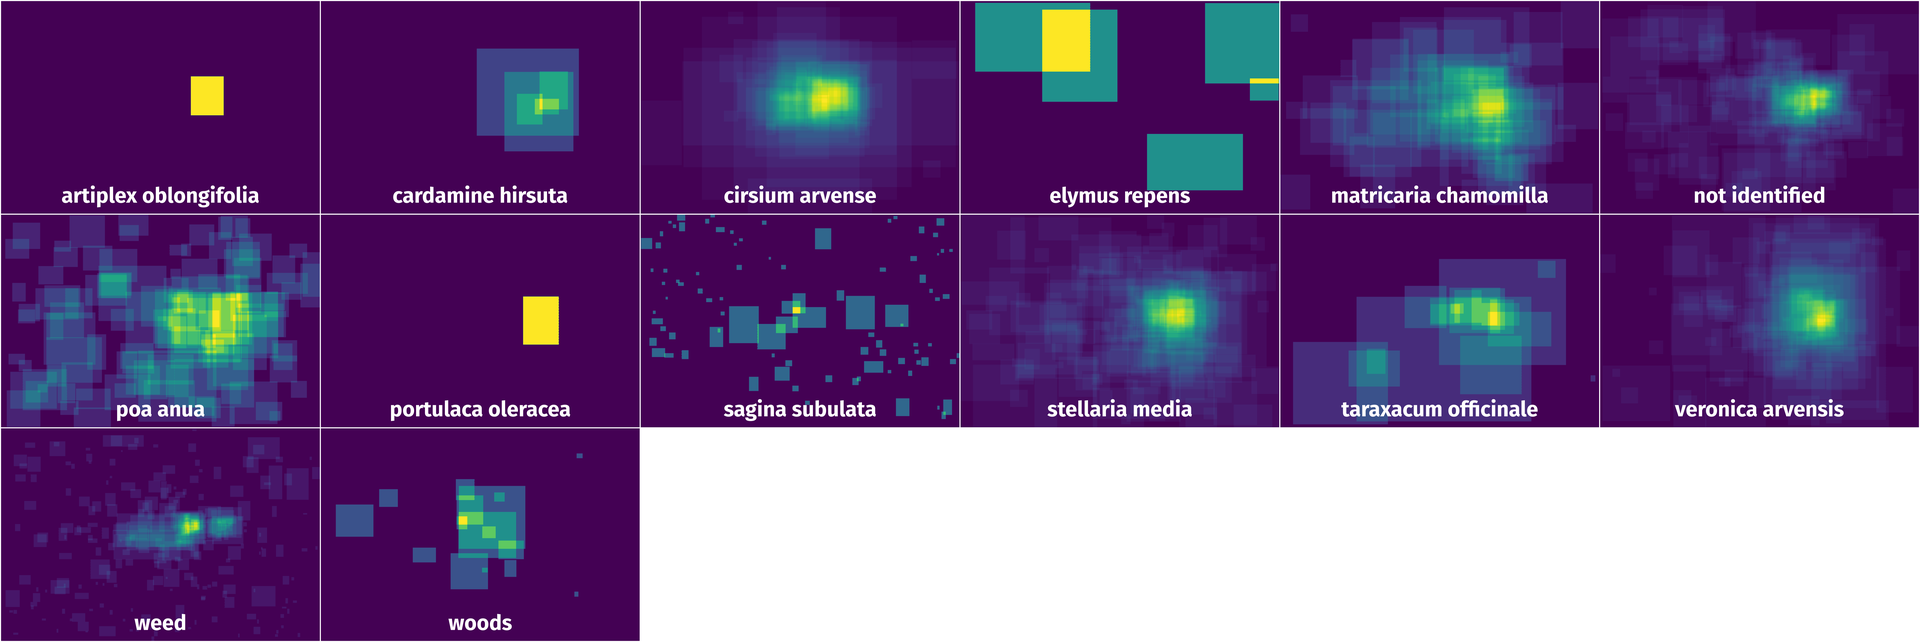 artiplex oblongifolia
cardamine hirsuta
cirsium arvense
elymus repens
matricaria chamomilla
not identified
poa anua
portulaca oleracea
sagina subulata
stellaria media
taraxacum officinale
veronica arvensis
weed
woods